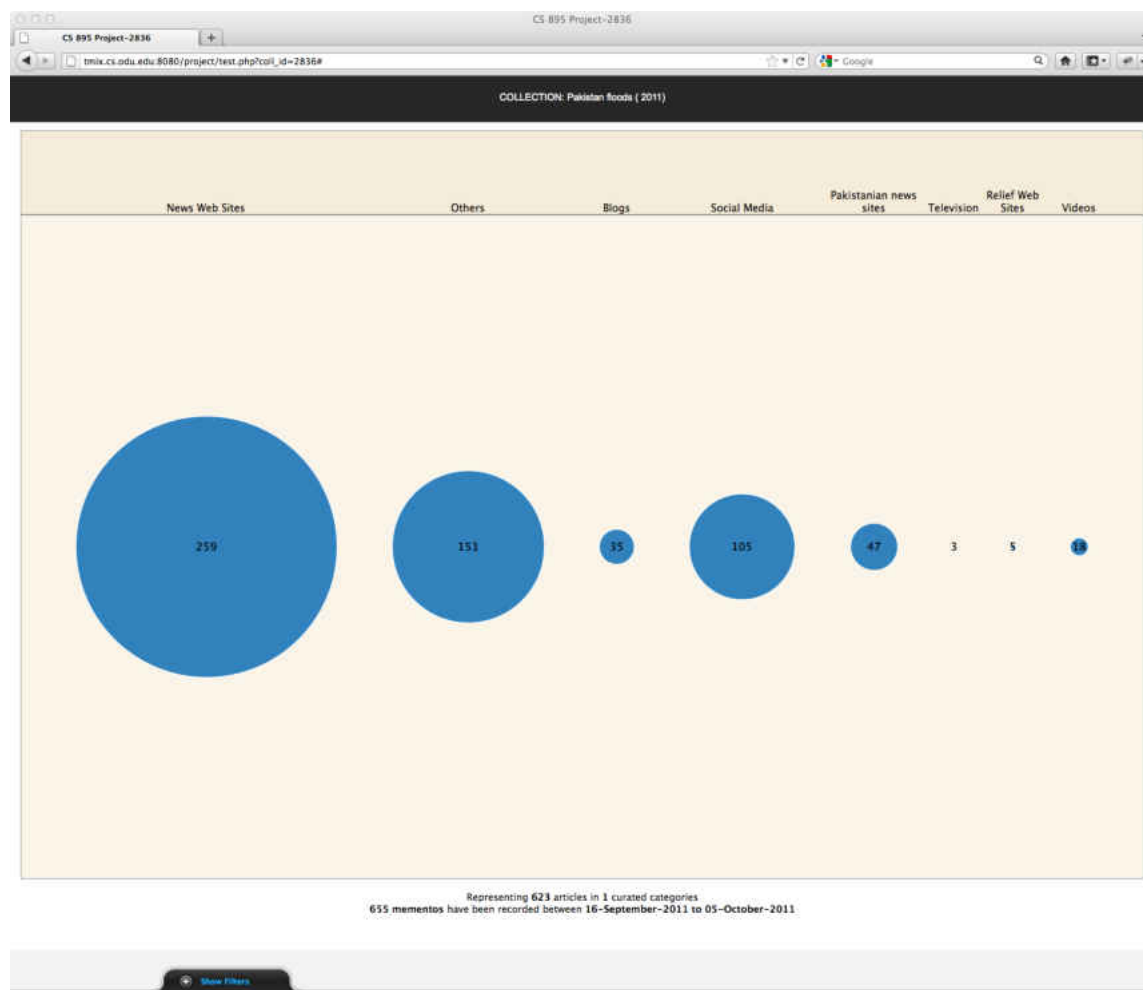 CS 895 Project-2836
CS 895 Project-2836
tmix.cs.odu.edu:8080/project/test.php?coll_id=2836#
Google
COLLECTION: Pakistan floods ( 2011)
News Web Sites
Others
Blogs
Social Media
Pakistanian news
sites
Television
Relief Web
Sites
Videos
259
151
35
105
47
3
5
18
Representing 623 articles in 1 curated categories
655 mementos have been recorded between 16-September-2011 to 05-October-2011
Show Filters